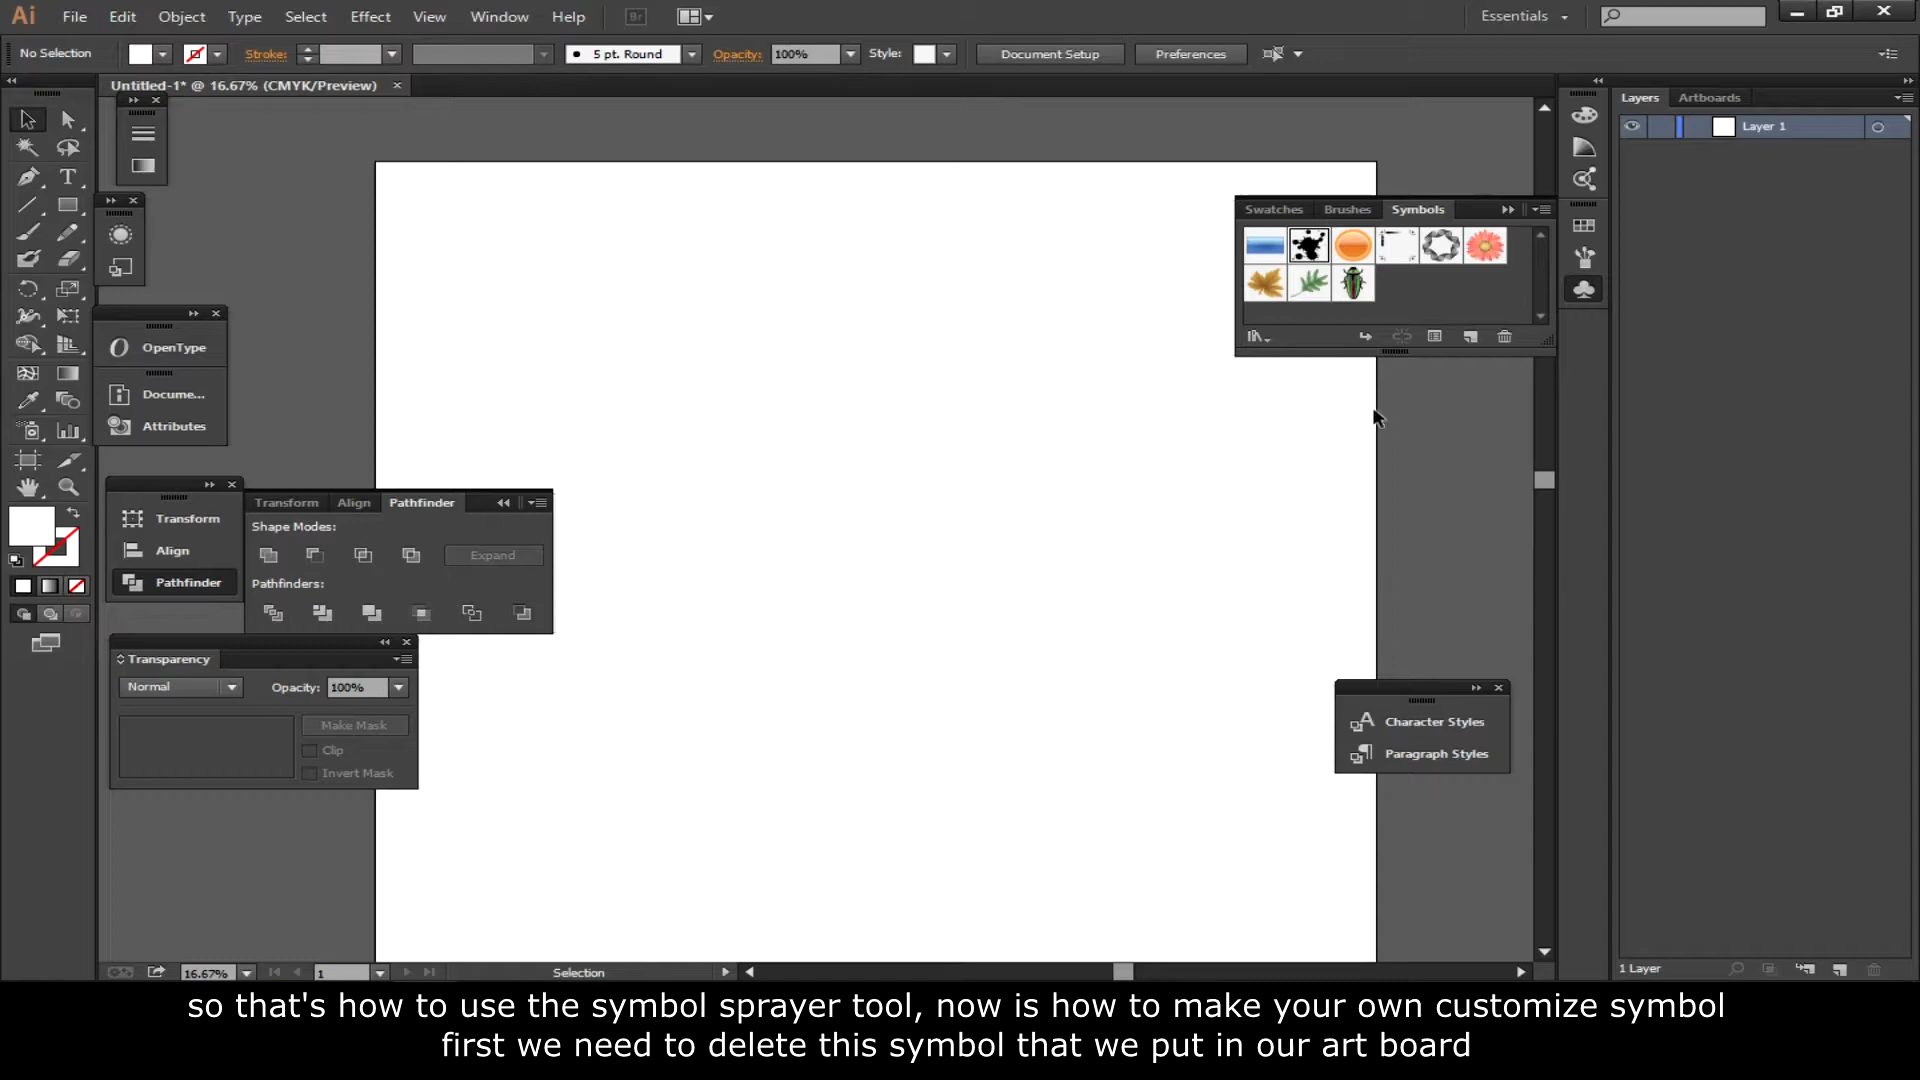 Ai File Edit Object Type Select Effect View Window Help Br Essentials
No Selection Stroke: 5 pt. Round Opacity: 100% Style: Document Setup Preferences
Untitled-1* @ 16.67% (CMYK/Preview)
Layers Artboards
Layer 1
Swatches Brushes Symbols
OpenType
Docume...
Attributes
Transform
Align
Pathfinder
Transform Align Pathfinder
Shape Modes:
Expand
Pathfinders:
Transparency
Normal Opacity: 100%
Make Mask
Clip
Invert Mask
Character Styles
Paragraph Styles
16.67% 1 Selection
1 Layer
so that's how to use the symbol sprayer tool, now is how to make your own customize symbol
first we need to delete this symbol that we put in our art board